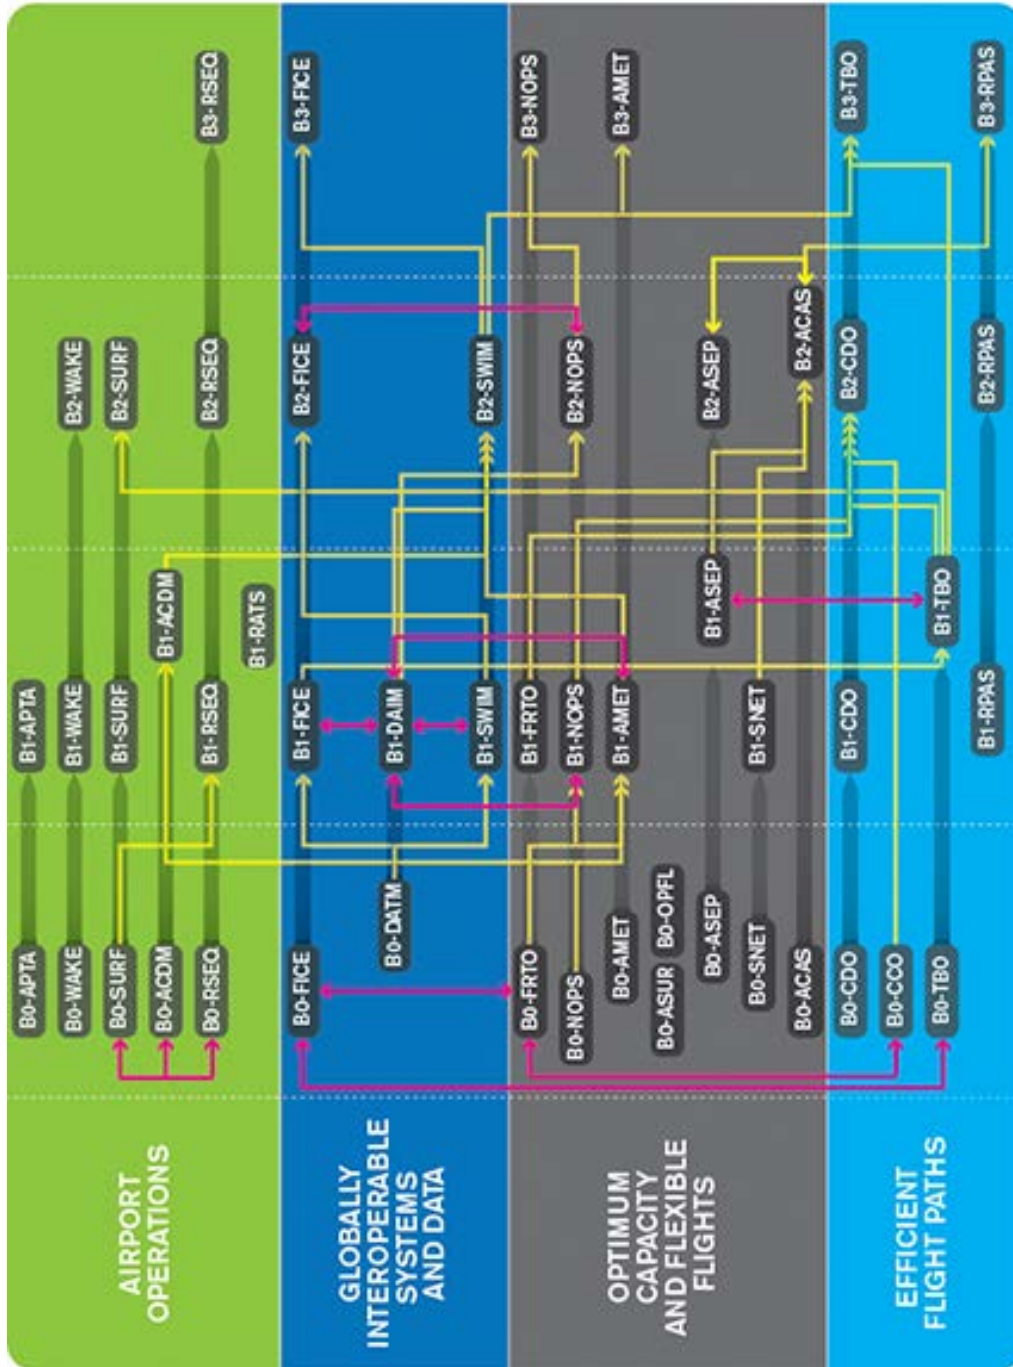 AIRPORT
OPERATIONS
B0-APTA
B1-APTA
B0-WAKE
B1-WAKE
B2-WAKE
B0-SURF
B1-SURF
B2-SURF
B0-ACDM
B1-ACDM
B0-RSEQ
B1-RSEQ
B2-RSEQ
B3-RSEQ
B1-RATS
GLOBALLY
INTEROPERABLE
SYSTEMS
AND DATA
B0-FICE
B1-FICE
B2-FICE
B3-FICE
B0-DATM
B1-DAIM
B1-SWIM
B2-SWIM
OPTIMUM
CAPACITY
AND FLEXIBLE
FLIGHTS
B0-FRTO
B1-FRTO
B3-NOPS
B0-NOPS
B1-NOPS
B2-NOPS
B0-AMET
B1-AMET
B3-AMET
B0-ASUR
B0-OPFL
B0-ASEP
B1-ASEP
B2-ASEP
B0-SNET
B1-SNET
B0-ACAS
B2-ACAS
EFFICIENT
FLIGHT PATHS
B0-CDO
B1-CDO
B2-CDO
B3-TBO
B0-CCO
B0-TBO
B1-TBO
B1-RPAS
B2-RPAS
B3-RPAS